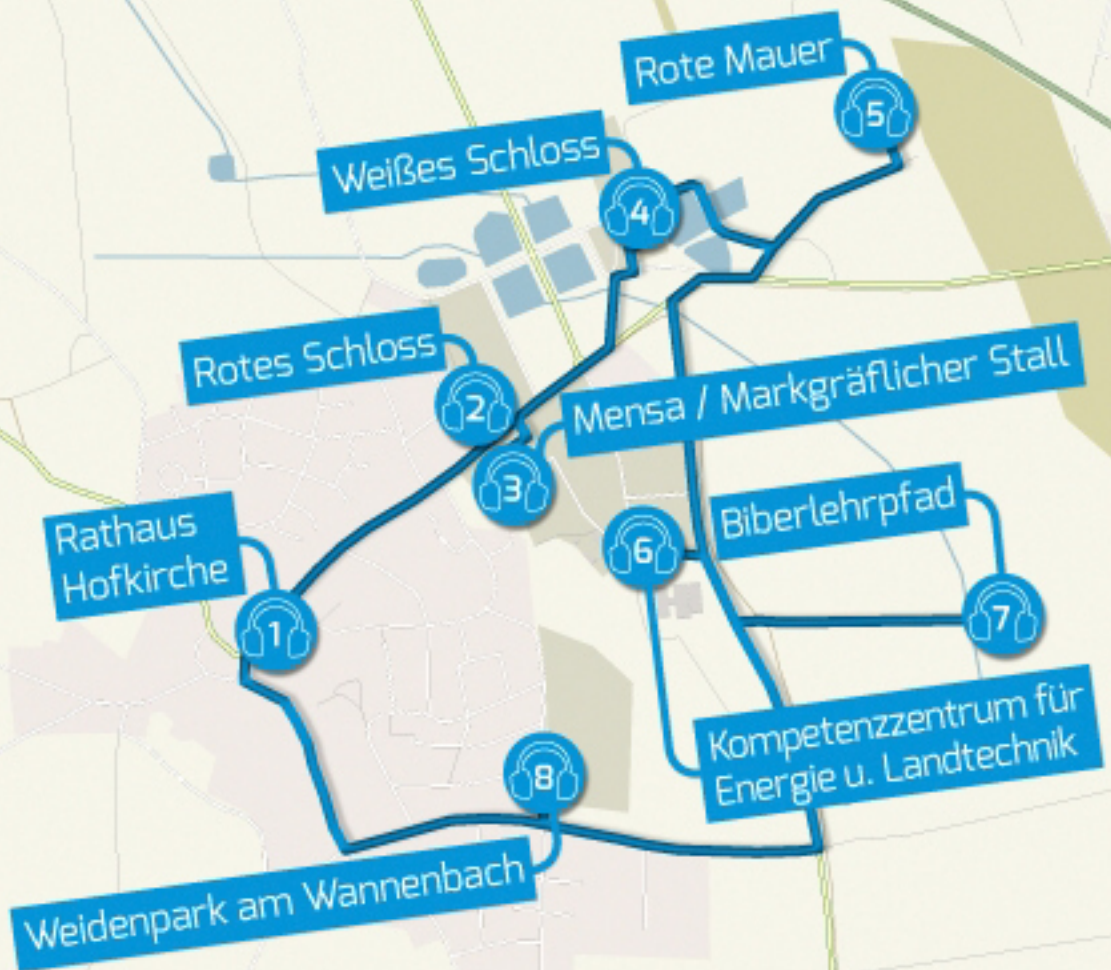 Rote Mauer
5
Weißes Schloss
4
Rotes Schloss
2
Mensa / Markgräflicher Stall
3
Rathaus
Hofkirche
1
Biberlehrpfad
6
7
Kompetenzzentrum für
Energie u. Landtechnik
8
Weidenpark am Wannenbach